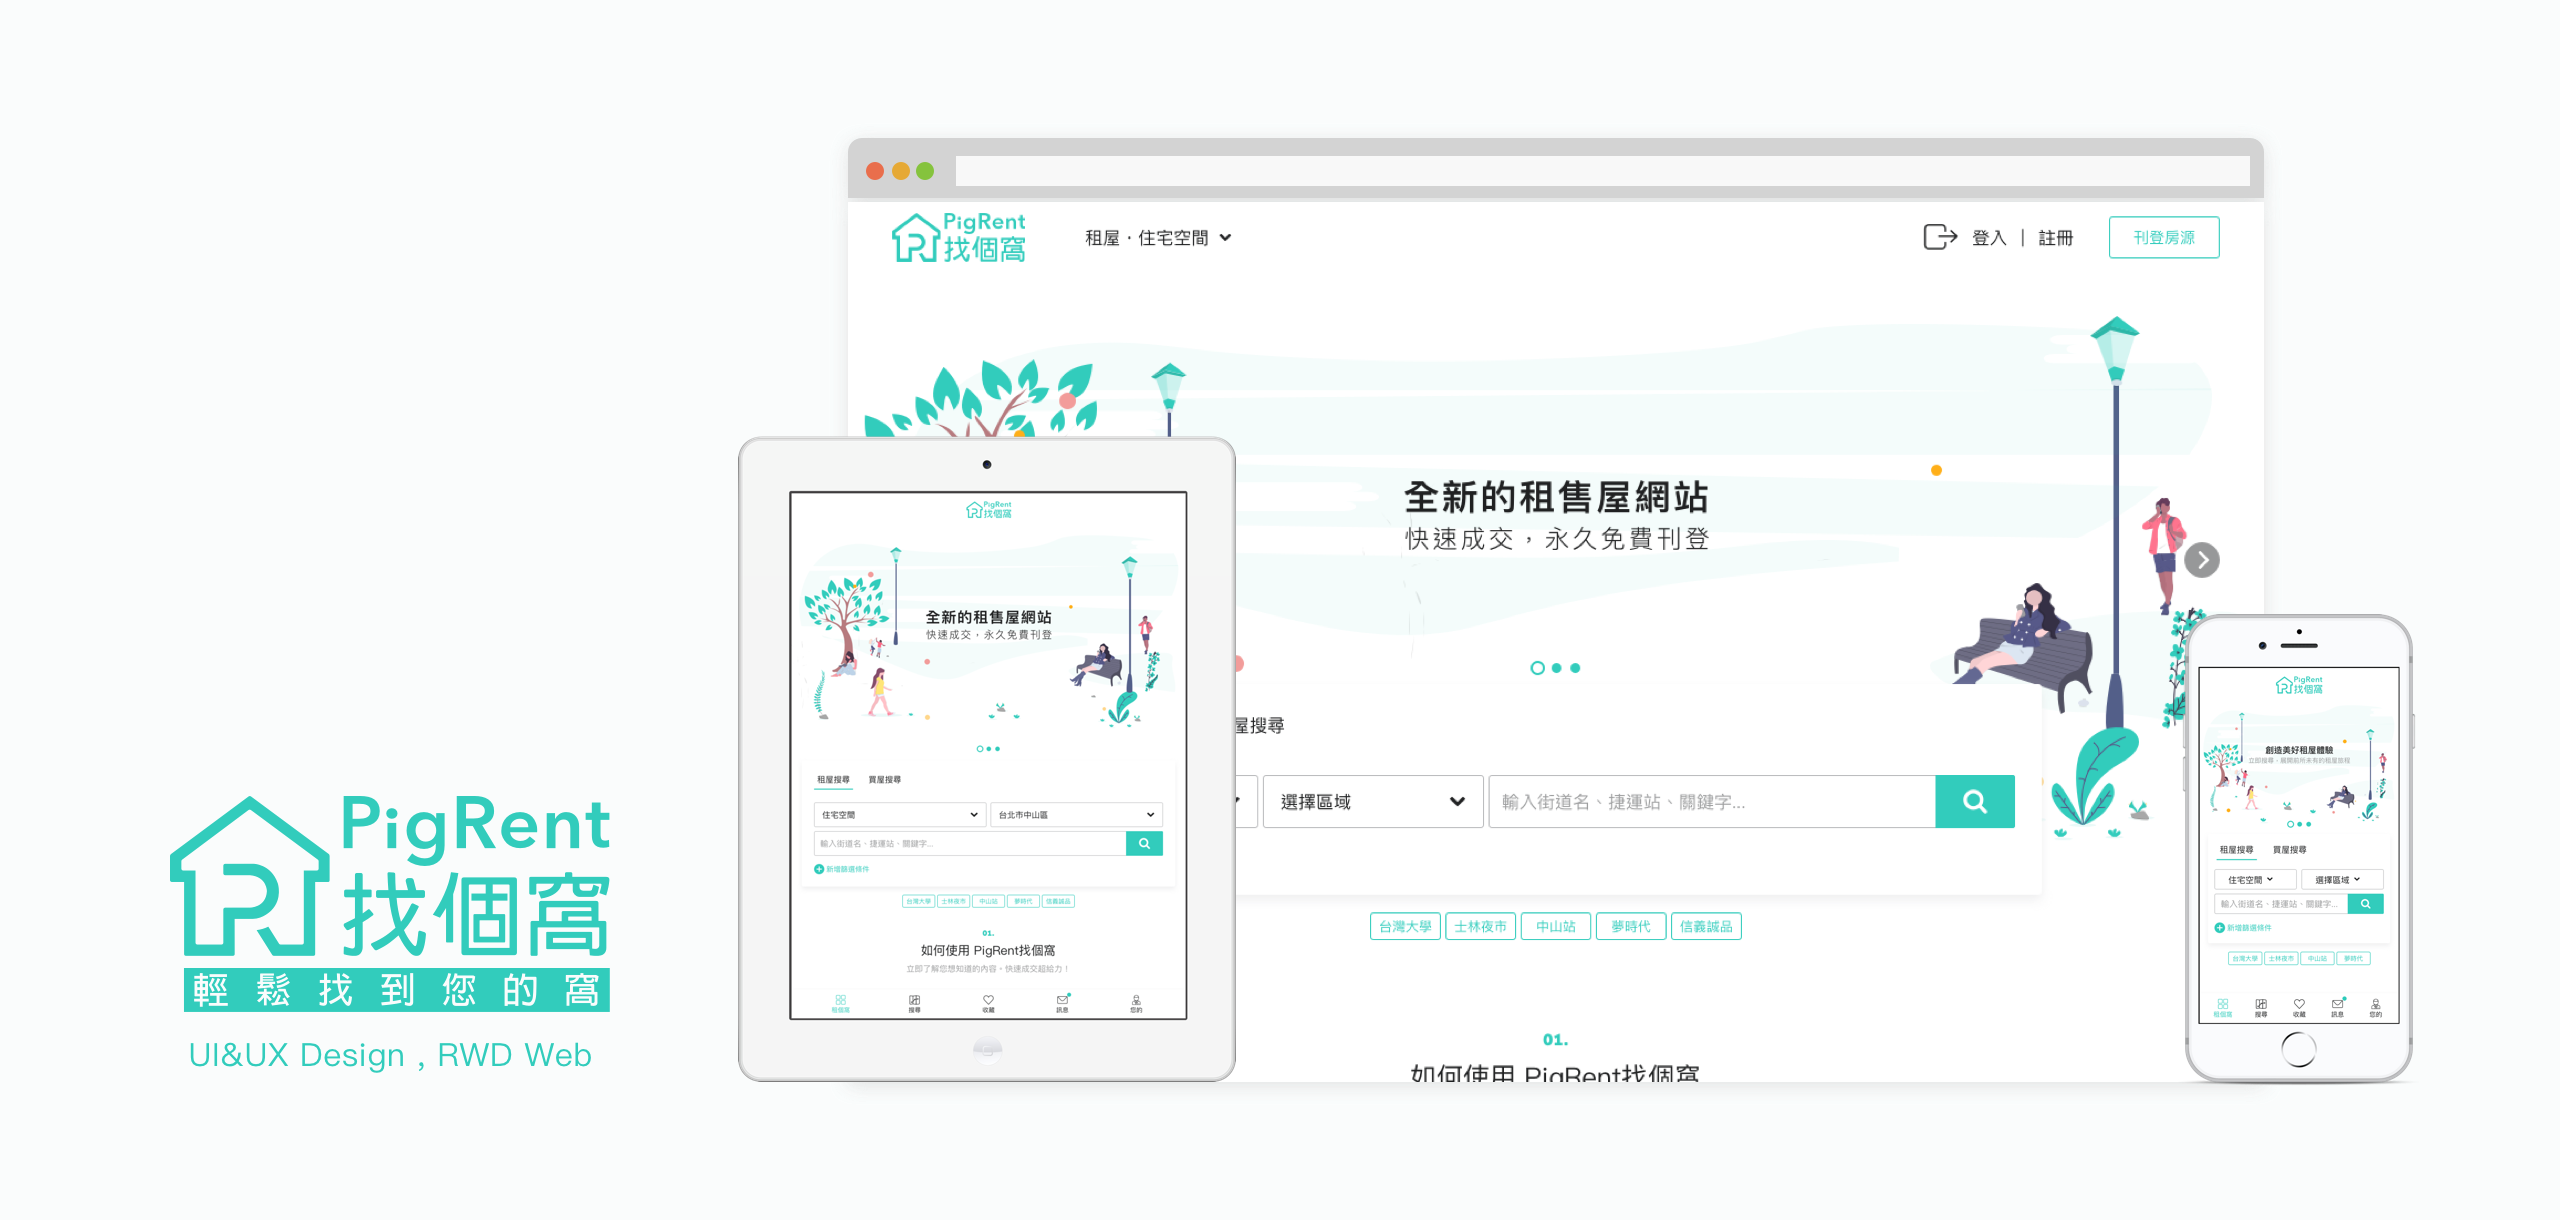 PigRent
找個窩
輕鬆找到您的窩
UI&UX Design , RWD Web
PigRent
找個窩
租屋・住宅空間
登入 | 註冊
刊登房源
全新的租售屋網站
快速成交，永久免費刊登
屋搜尋
選擇區域
輸入街道名、捷運站、關鍵字...
台灣大學
士林夜市
中山站
夢時代
信義誠品
01.
如何使用 PigRent找個窩
PigRent
找個窩
全新的租售屋網站
快速成交，永久免費刊登
租屋搜尋
買屋搜尋
住宅空間
台北市中山區
輸入街道名、捷運站、關鍵字...
新增篩選條件
台灣大學
士林夜市
中山站
夢時代
信義誠品
01.
如何使用 PigRent找個窩
立即了解您想知道的內容，快速成交超給力！
租個窩
搜尋
收藏
訊息
您的
PigRent
找個窩
創造美好租屋體驗
立即搜尋，展開前所未有的租屋旅程
租屋搜尋
買屋搜尋
住宅空間
選擇區域
輸入街道名、捷運站、關鍵字...
新增篩選條件
台灣大學
士林夜市
中山站
夢時代
租個窩
搜尋
收藏
訊息
您的